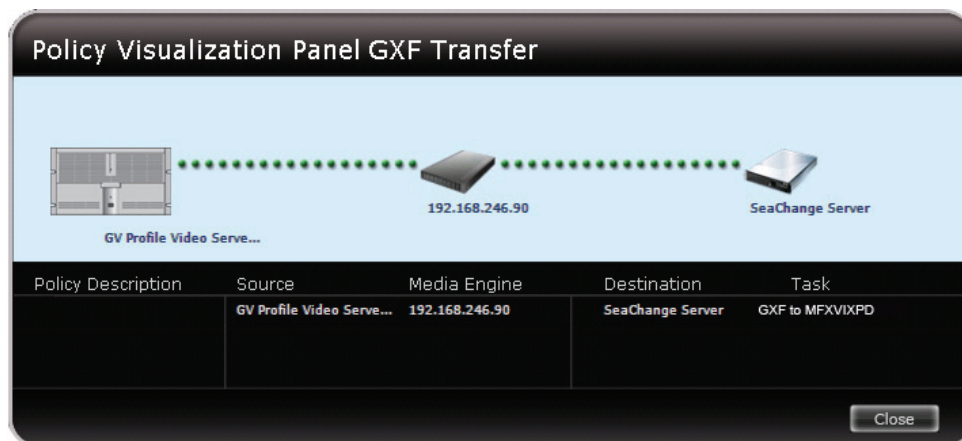 Policy Visualization Panel GXF Transfer
192.168.246.90
SeaChange Server
GV Profile Video Serve...
Policy Description Source Media Engine Destination Task
GV Profile Video Serve... 192.168.246.90 SeaChange Server GXF to MFXVIXPD
Close